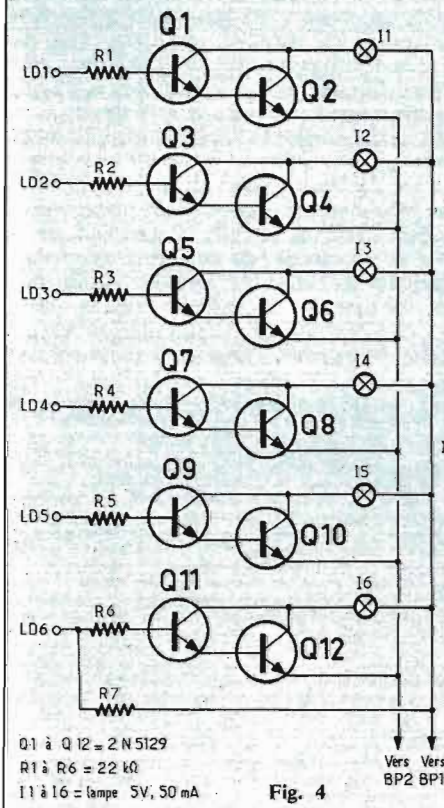 Q1
I1
R1
LD1
Q2
Q3
I2
R2
LD2
Q4
Q5
I3
R3
LD3
Q6
Q7
I4
R4
LD4
Q8
Q9
I5
R5
LD5
Q10
Q11
I6
R6
LD6
Q12
R7
Q1 à Q12 = 2 N 5129
R1 à R6 = 22 kΩ
I1 à I6 = lampe 5V, 50 mA
Fig. 4
Vers BP2
Vers BP1